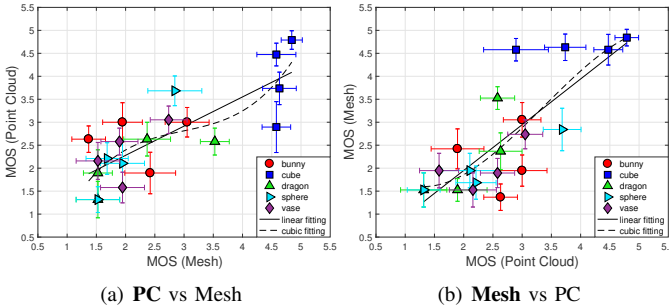 5.5
5
4.5
4
3.5
3
2.5
2
1.5
1
0.5
MOS (Point Cloud)
bunny
cube
dragon
sphere
vase
linear fitting
cubic fitting
0.5 1 1.5 2 2.5 3 3.5 4 4.5 5 5.5
MOS (Mesh)
(a) PC vs Mesh
5.5
5
4.5
4
3.5
3
2.5
2
1.5
1
0.5
MOS (Mesh)
bunny
cube
dragon
sphere
vase
linear fitting
cubic fitting
0.5 1 1.5 2 2.5 3 3.5 4 4.5 5 5.5
MOS (Point Cloud)
(b) Mesh vs PC